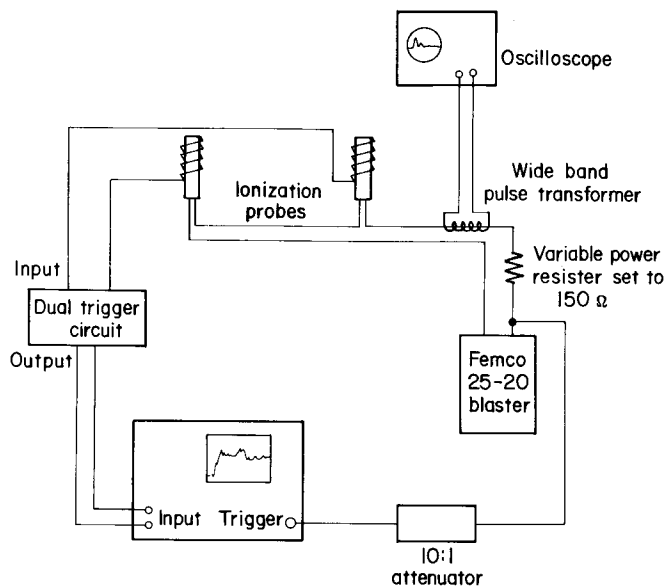 Oscilloscope
Wide band
pulse transformer
Ionization
probes
Variable power
resister set to
150 Ω
Input
Dual trigger
circuit
Output
Femco
25-20
blaster
Input
Trigger
10:1
attenuator